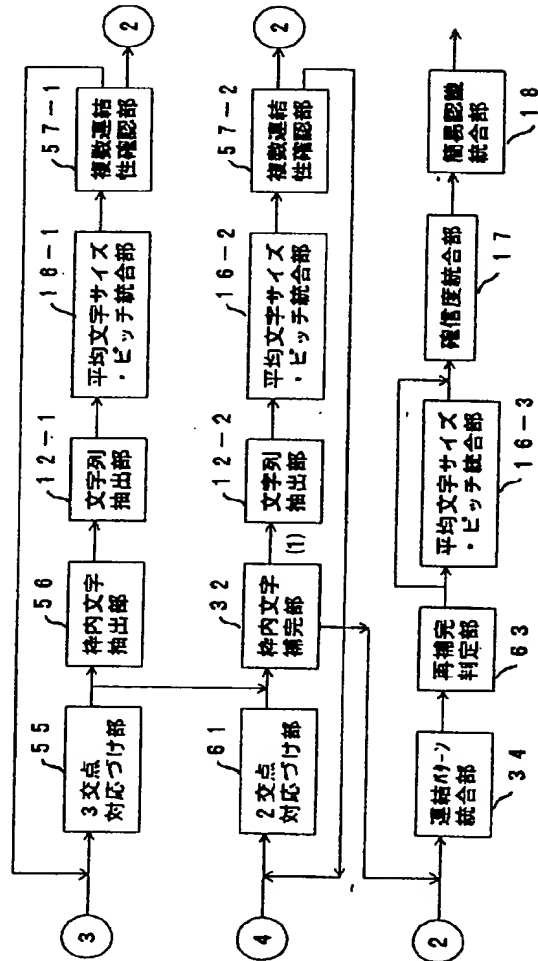 3
55
3交点
対応づけ部
56
枠内文字
抽出部
12-1
文字列
抽出部
16-1
平均文字サイズ
・ピッチ統合部
57-1
複数連結
性確認部
2
4
61
2交点
対応づけ部
32
枠内文字
補完部
(1)
12-2
文字列
抽出部
16-2
平均文字サイズ
・ピッチ統合部
57-2
複数連結
性確認部
2
2
連結パターン
統合部
34
再補完
判定部
63
平均文字サイズ
・ピッチ統合部
16-3
確信度統合部
17
簡易認識
統合部
18